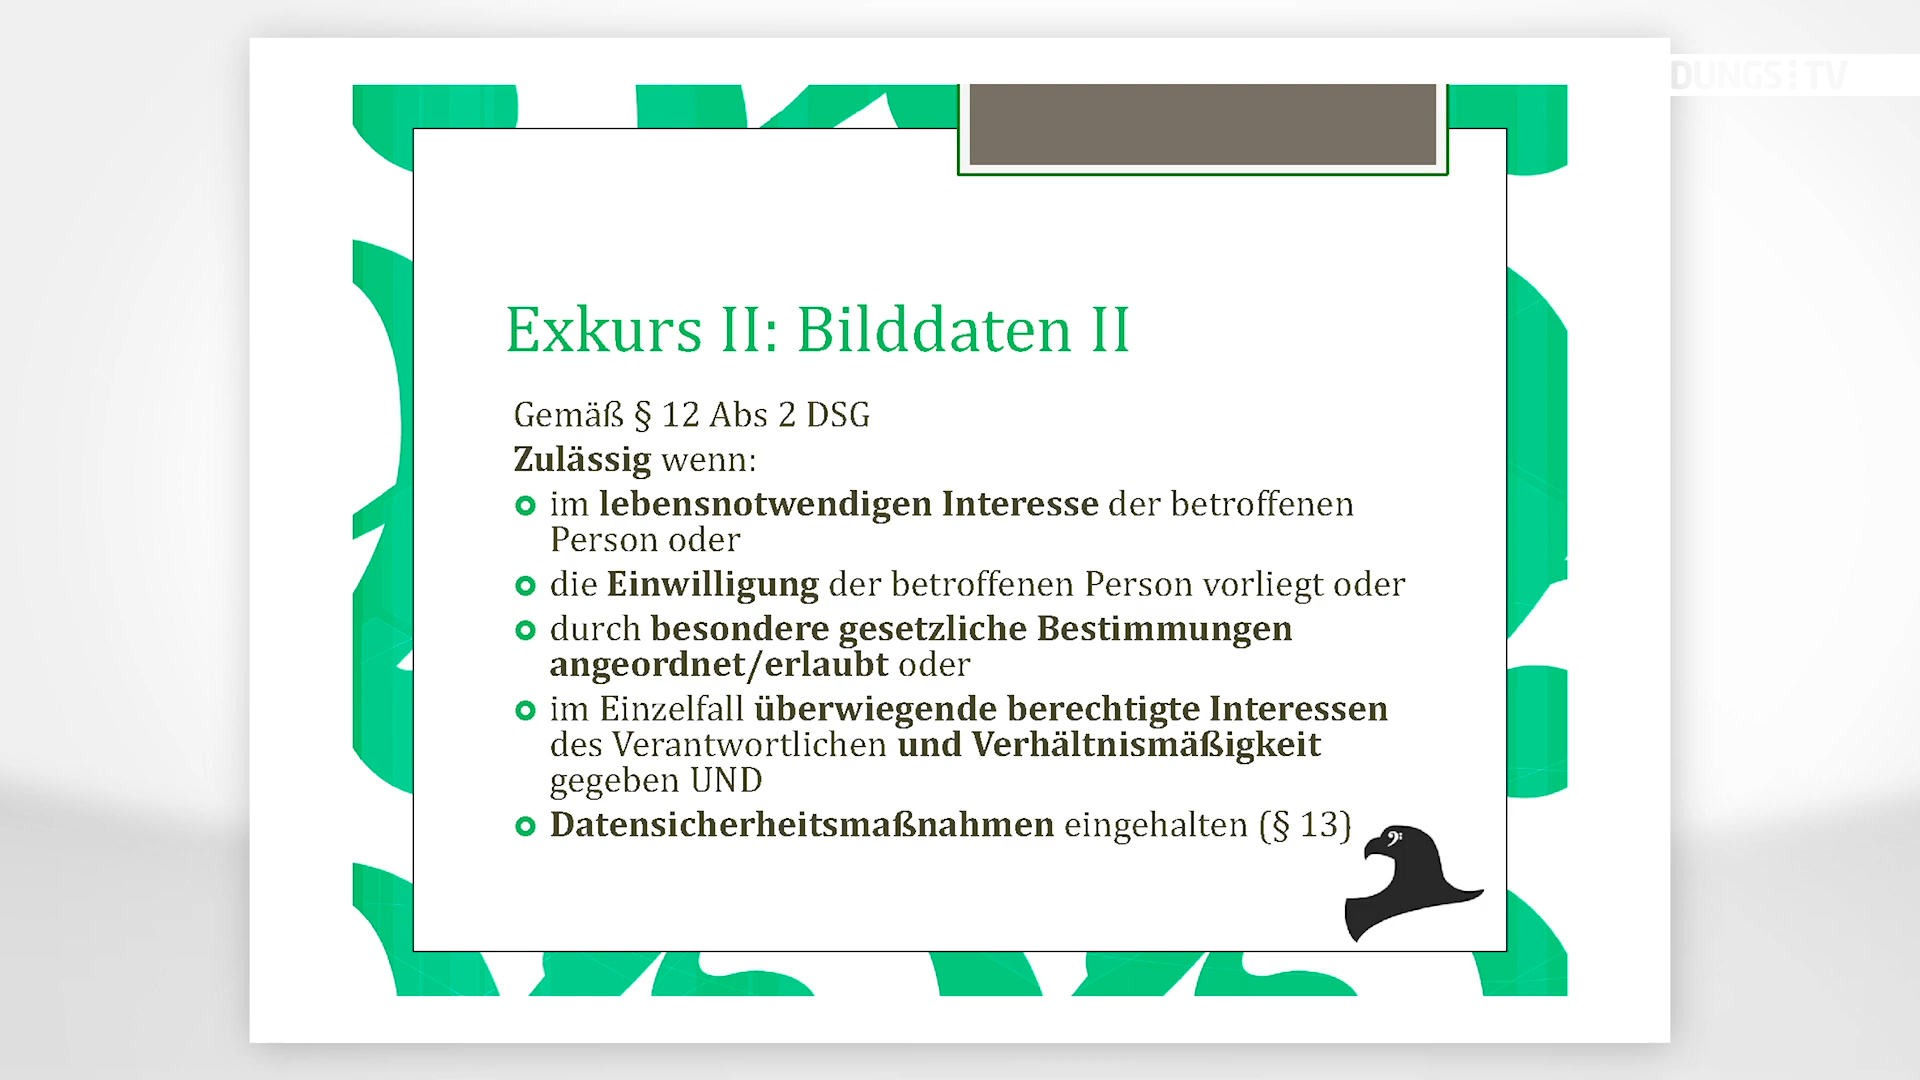 DUNGS TV
Exkurs II: Bilddaten II
Gemäß § 12 Abs 2 DSG
Zulässig wenn:
im lebensnotwendigen Interesse der betroffenen
Person oder
die Einwilligung der betroffenen Person vorliegt oder
durch besondere gesetzliche Bestimmungen
angeordnet/erlaubt oder
im Einzelfall überwiegende berechtigte Interessen
des Verantwortlichen und Verhältnismäßigkeit
gegeben UND
Datensicherheitsmaßnahmen eingehalten (§ 13)